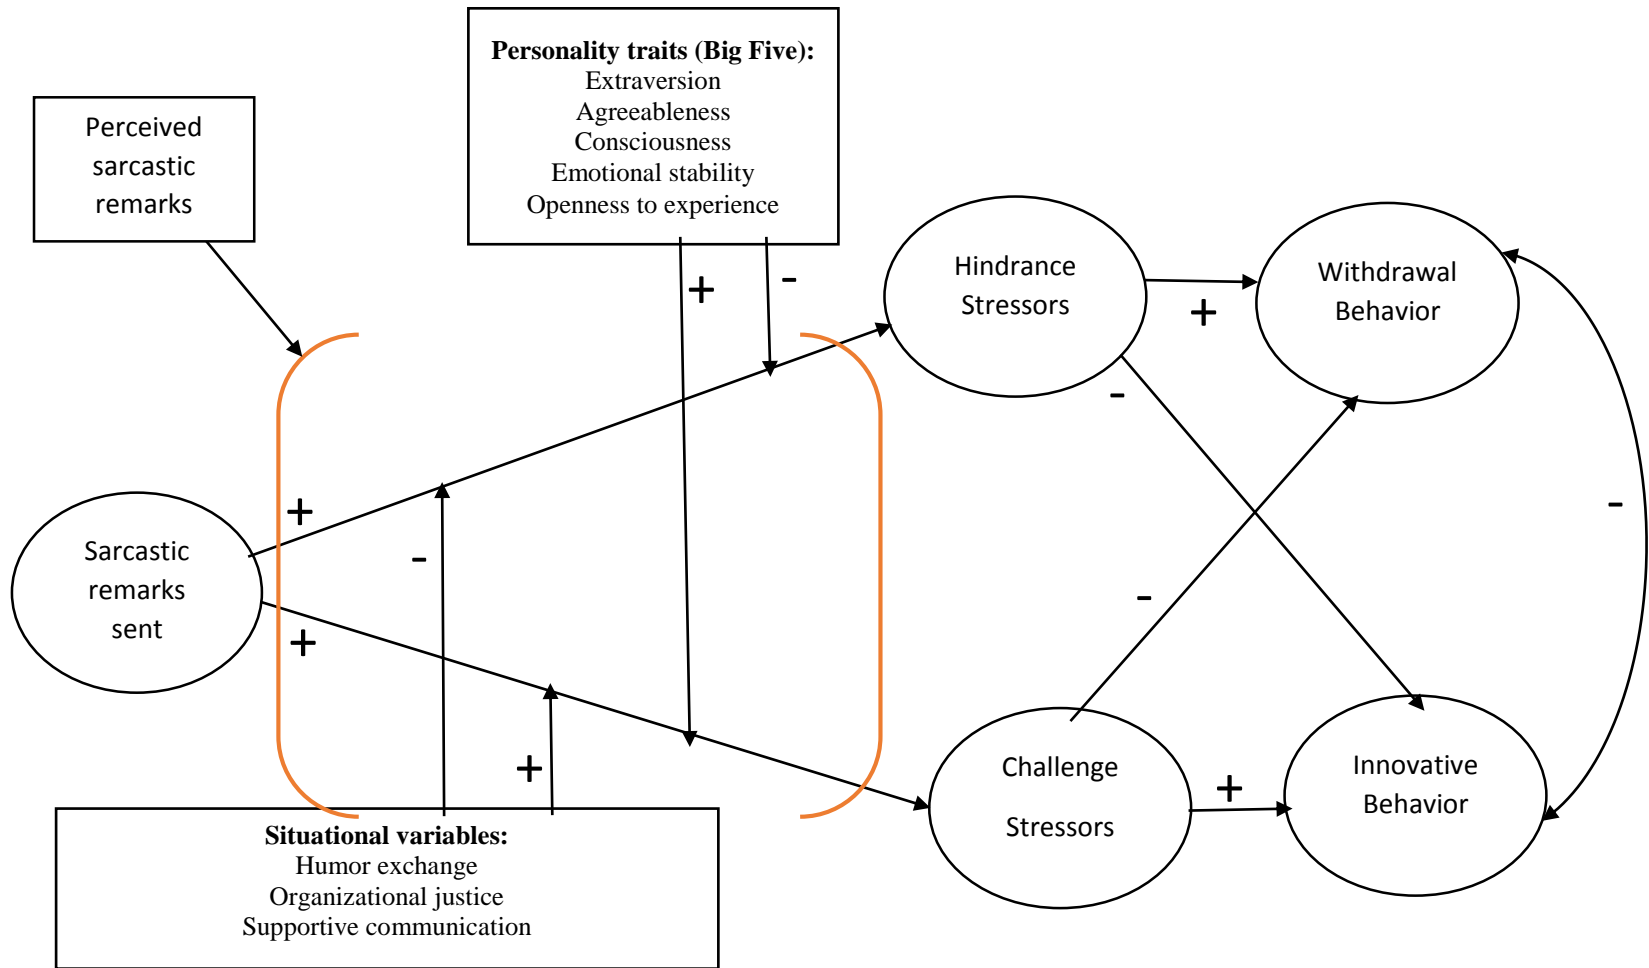 Personality traits (Big Five):
Extraversion
Agreeableness
Consciousness
Emotional stability
Openness to experience
Perceived
sarcastic
remarks
+
-
Hindrance
Stressors
+
Withdrawal
Behavior
-
+
-
Sarcastic
remarks
sent
+
-
-
+
Challenge
Stressors
+
Innovative
Behavior
Situational variables:
Humor exchange
Organizational justice
Supportive communication